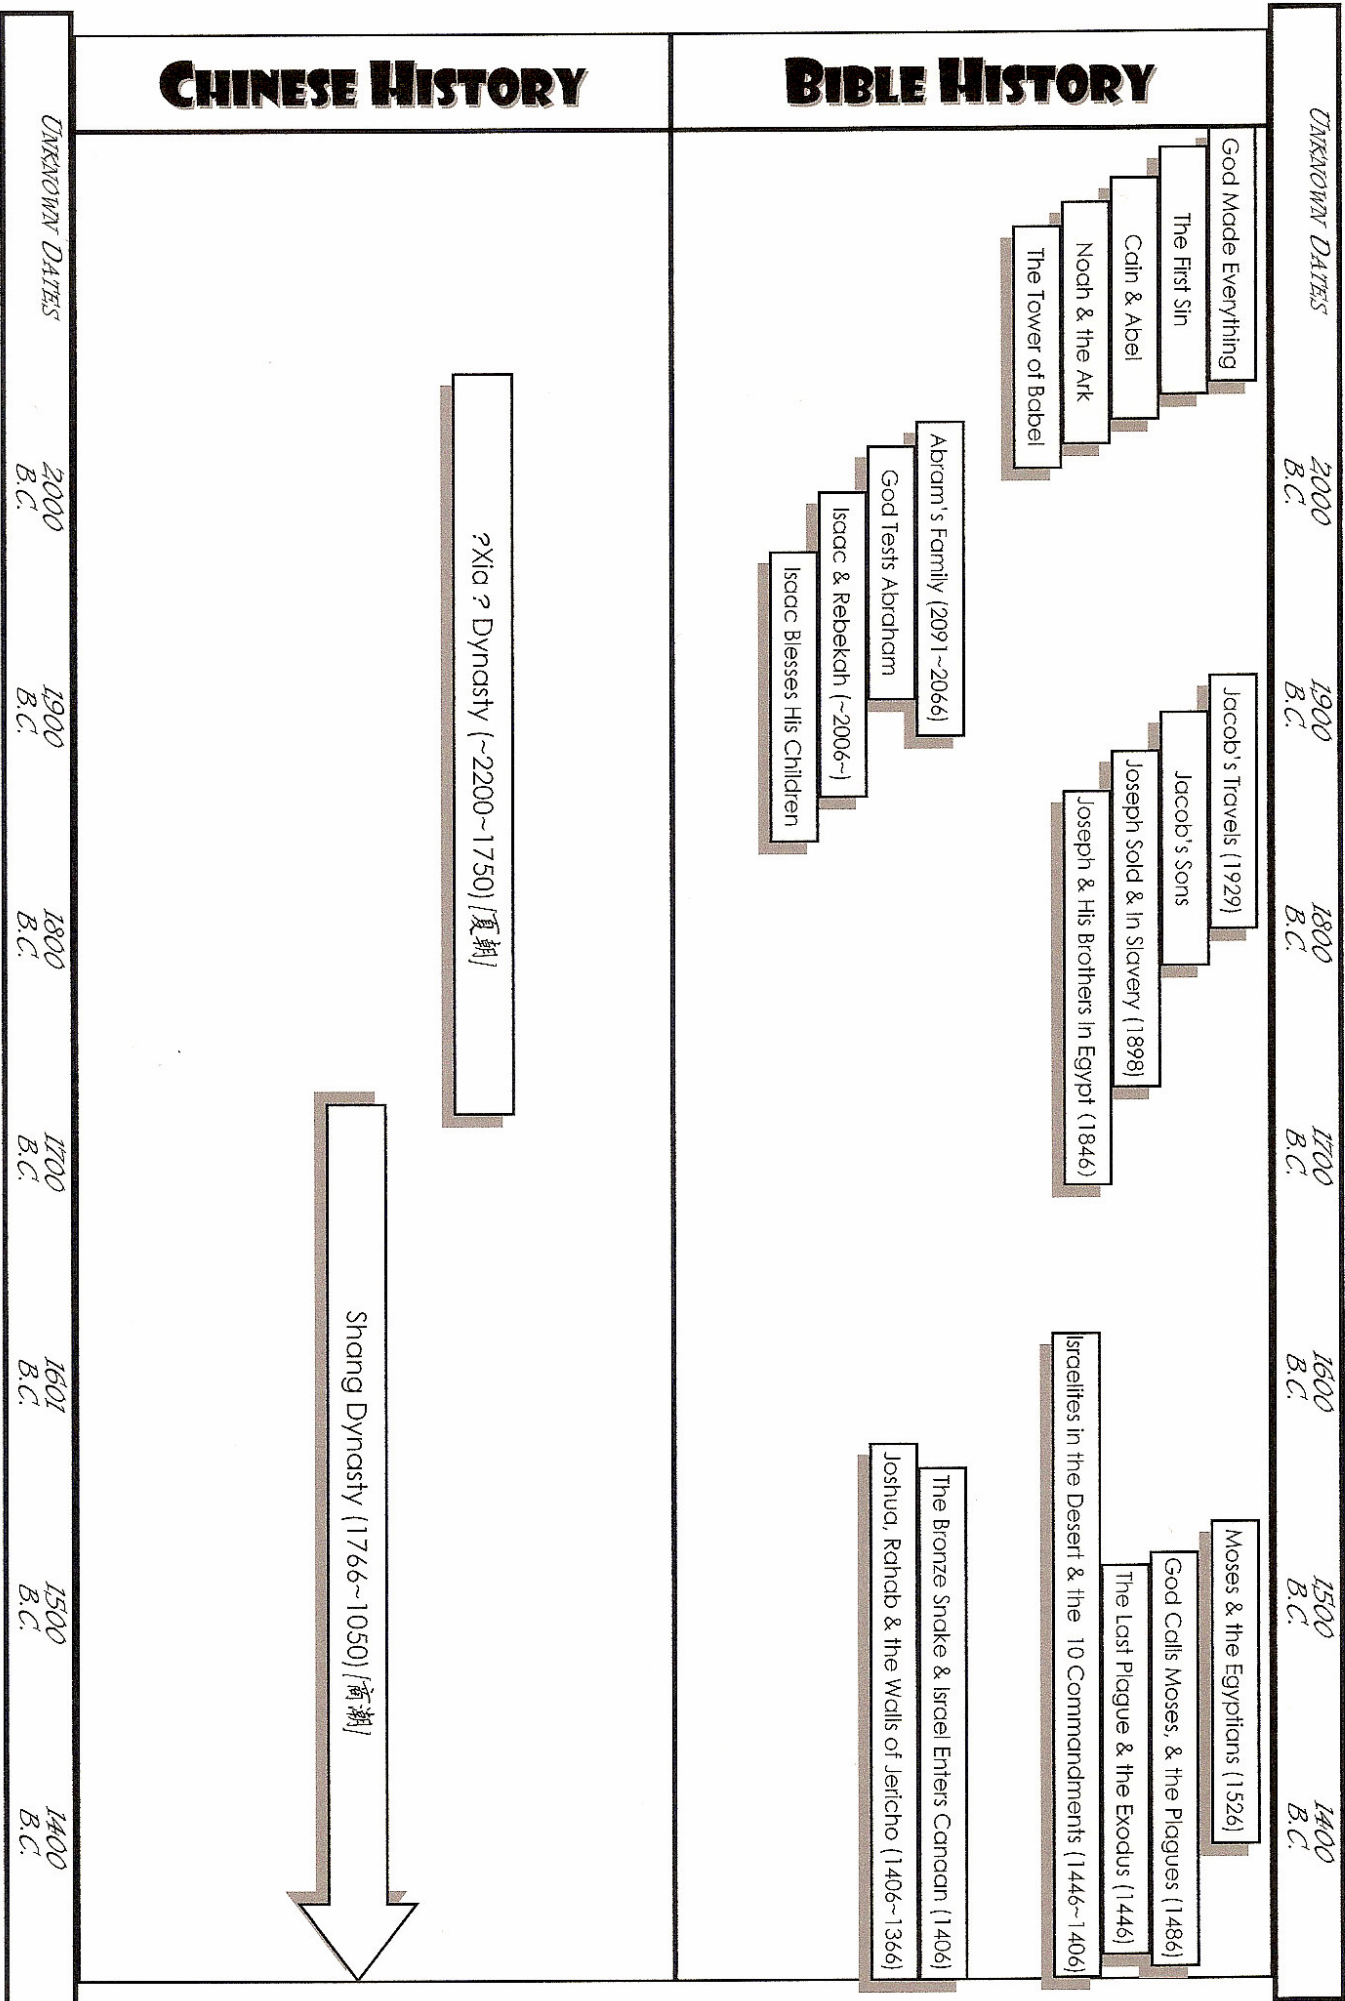 CHINESE HISTORY
BIBLE HISTORY
UNKNOWN DATES
2000 B.C.
1900 B.C.
1800 B.C.
1700 B.C.
1600 B.C.
1500 B.C.
1400 B.C.
God Made Everything
The First Sin
Cain & Abel
Noah & the Ark
The Tower of Babel
Abram's Family (2091~2066)
God Tests Abraham
Isaac & Rebekah (~2006~)
Isaac Blesses His Children
Jacob's Travels (1929)
Jacob's Sons
Joseph Sold & In Slavery (1898)
Joseph & His Brothers In Egypt (1846)
Moses & the Egyptians (1526)
God Calls Moses, & the Plagues (1486)
The Last Plague & the Exodus (1446)
Israelites in the Desert & the 10 Commandments (1446~1406)
The Bronze Snake & Israel Enters Canaan (1406)
Joshua, Rahab & the Walls of Jericho (1406~1366)
?Xia ? Dynasty (~2200~1750) [夏朝]
Shang Dynasty (1766~1050) [商潮]
UNKNOWN DATES
2000 B.C.
1900 B.C.
1800 B.C.
1700 B.C.
1601 B.C.
1500 B.C.
1400 B.C.